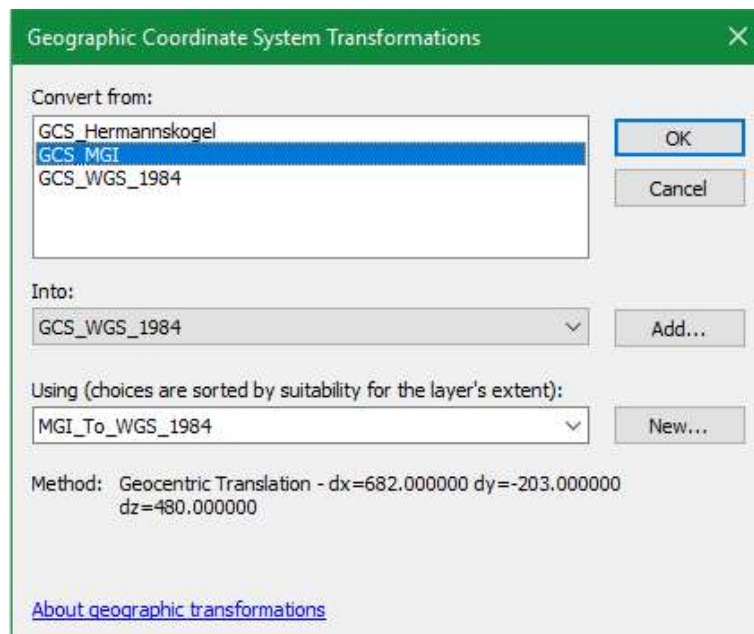 Geographic Coordinate System Transformations
Convert from:
GCS_Hermannskogel
GCS_MGI
GCS_WGS_1984
OK
Cancel
Into:
GCS_WGS_1984
Add...
Using (choices are sorted by suitability for the layer's extent):
MGI_To_WGS_1984
New...
Method: Geocentric Translation - dx=682.000000 dy=-203.000000
dz=480.000000
About geographic transformations